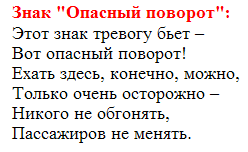 Знак "Опасный поворот":
Этот знак тревогу бьет –
Вот опасный поворот!
Ехать здесь, конечно, можно,
Только очень осторожно –
Никого не обгонять,
Пассажиров не менять.